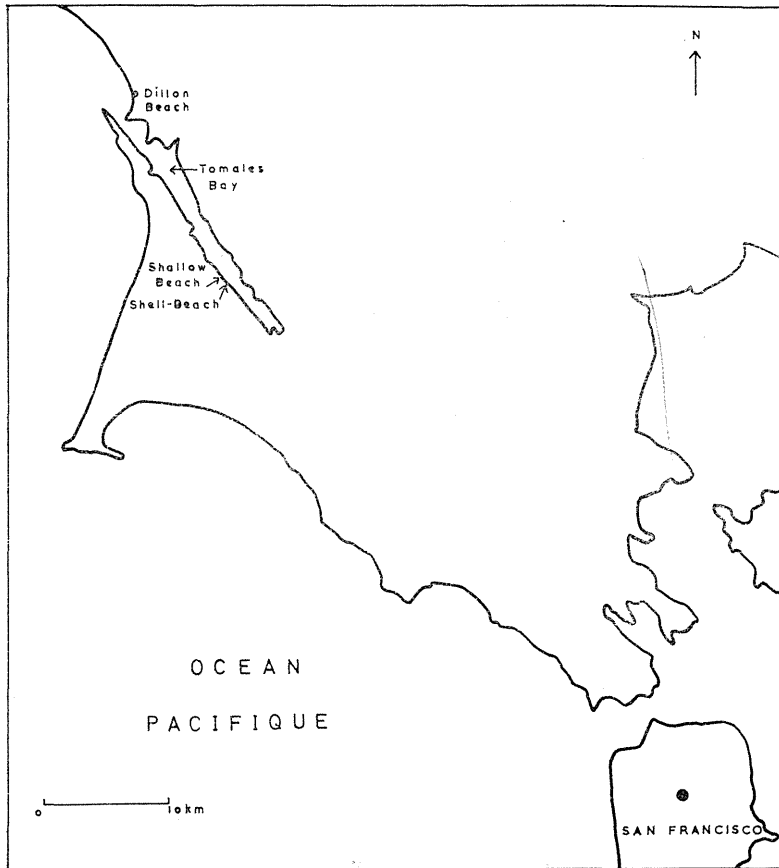 N
Dillon
Beach
Tomales
Bay
Shallow
Beach
Shell-Beach
OCEAN
PACIFIQUE
0 10km
SAN FRANCISCO